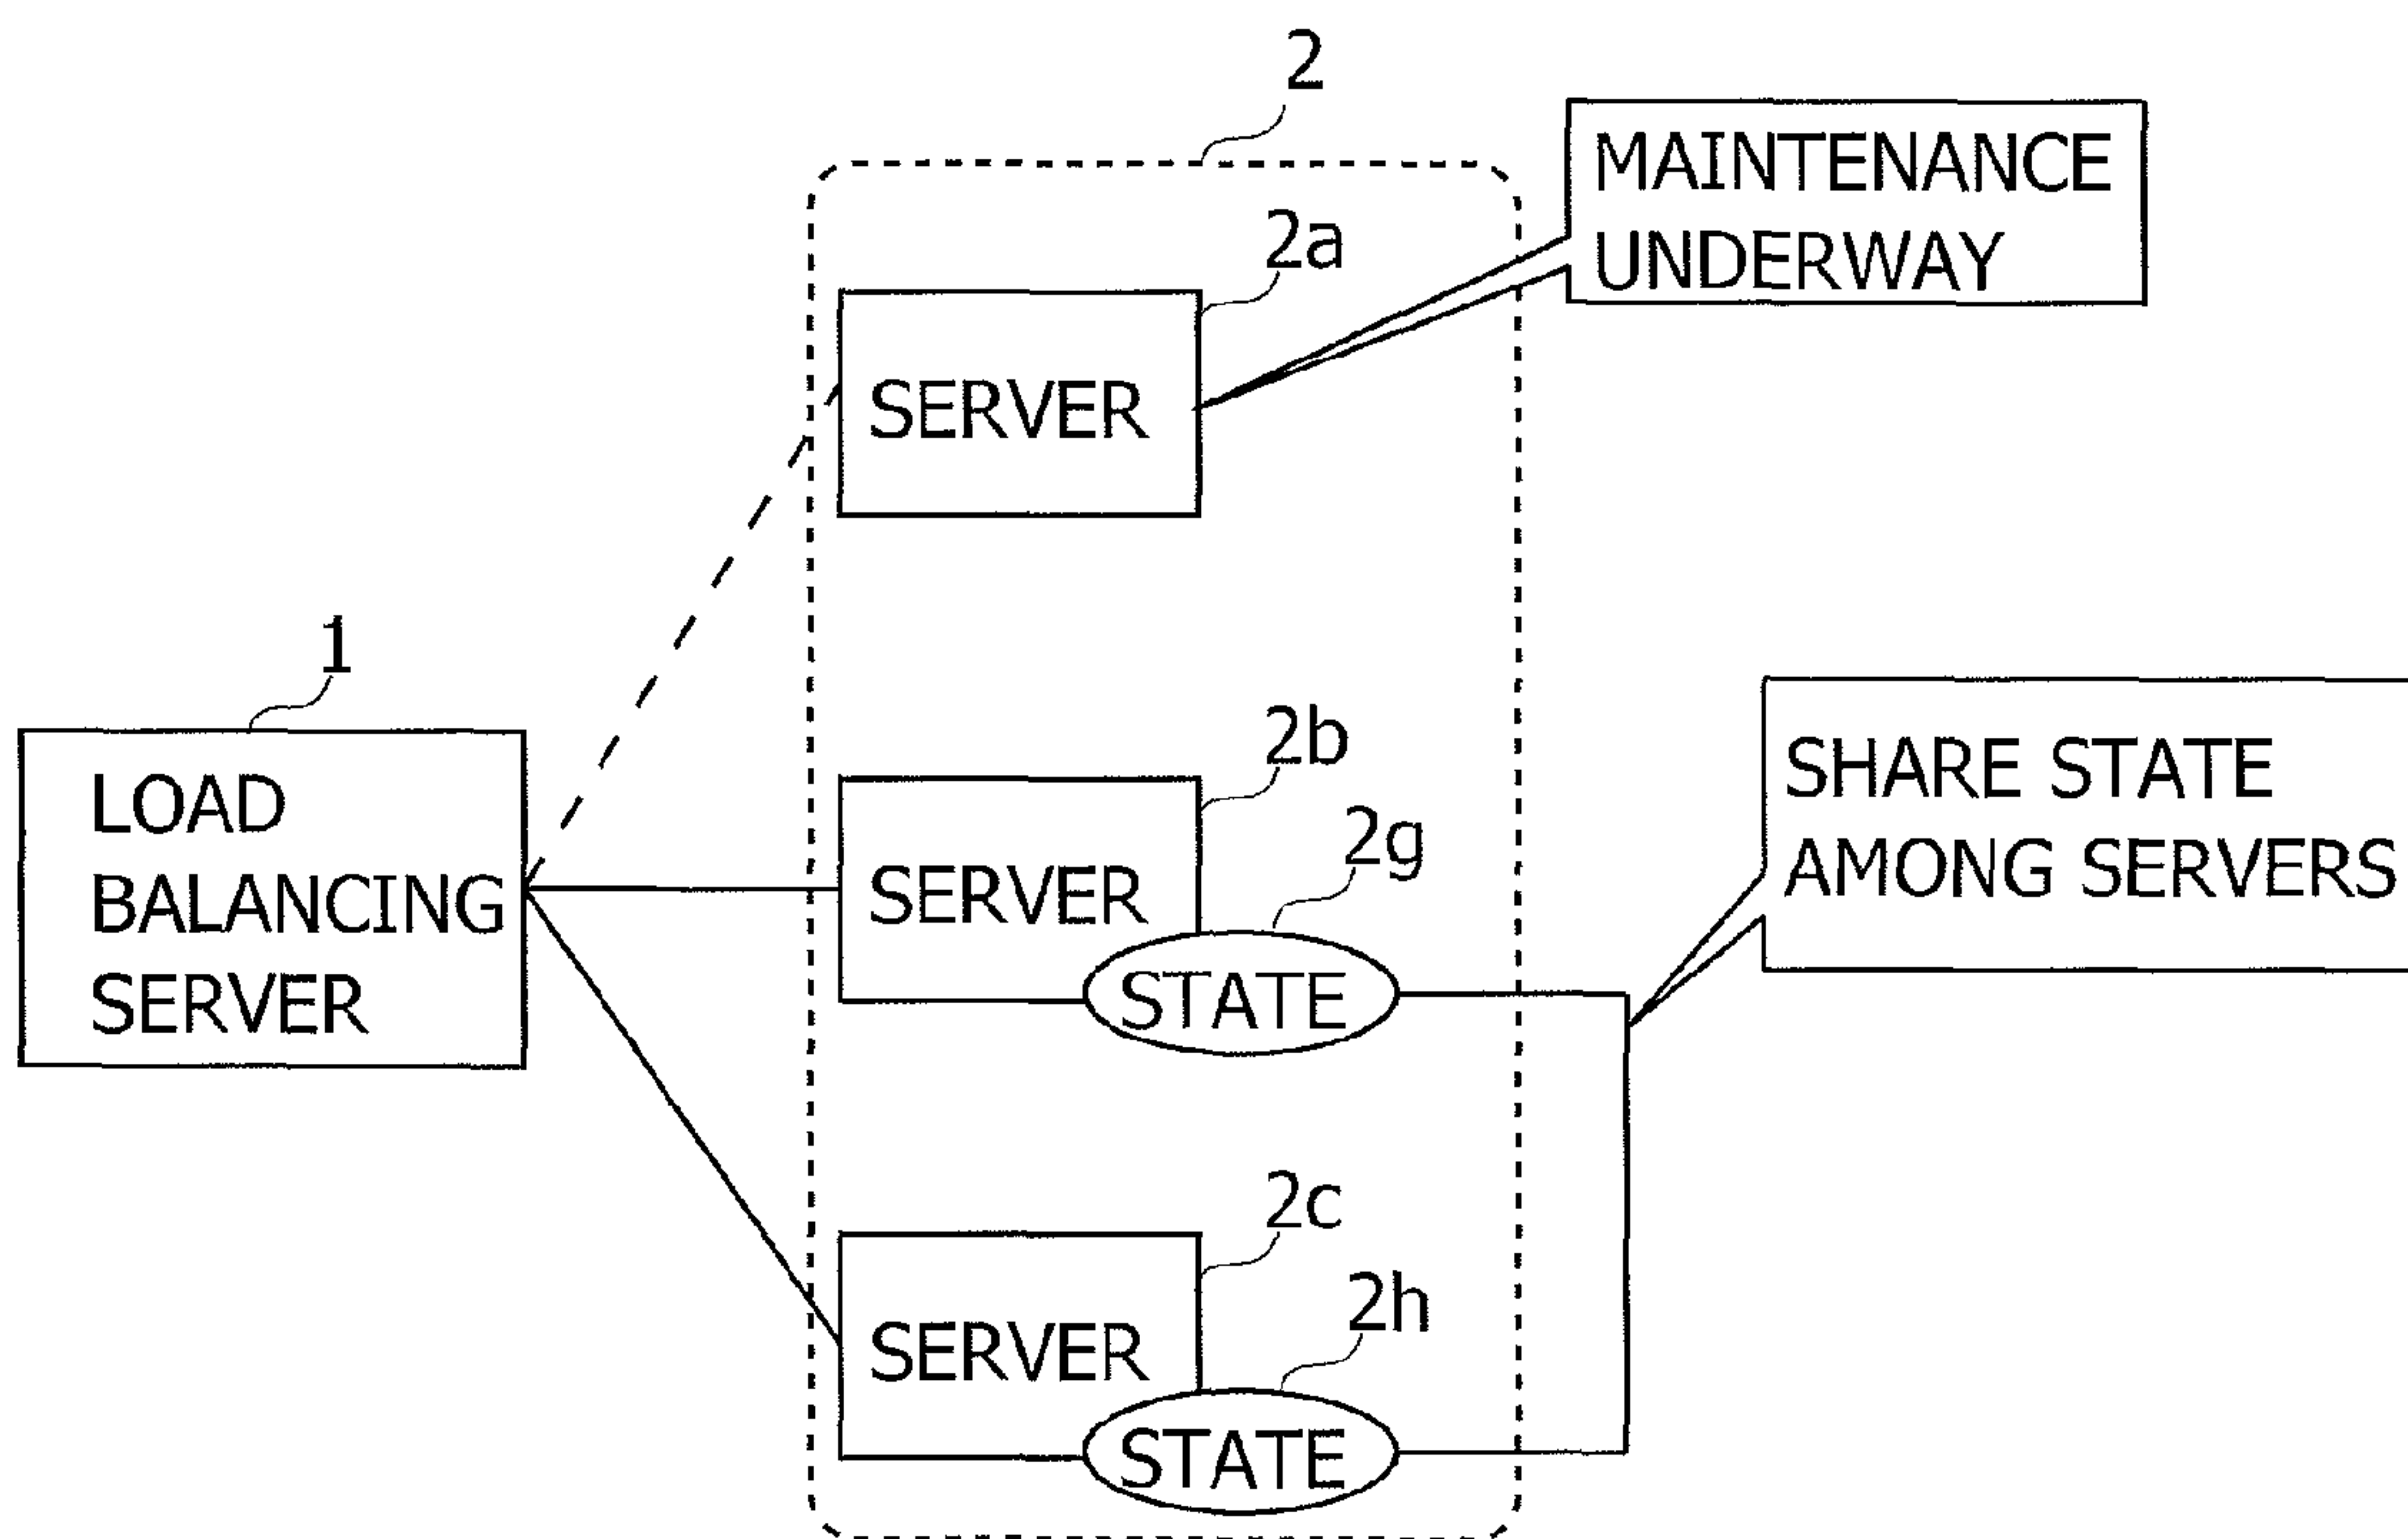 2
MAINTENANCE
UNDERWAY
2a
SERVER
1
LOAD
BALANCING
SERVER
2b
SERVER
2g
STATE
SHARE STATE
AMONG SERVERS
2c
SERVER
2h
STATE